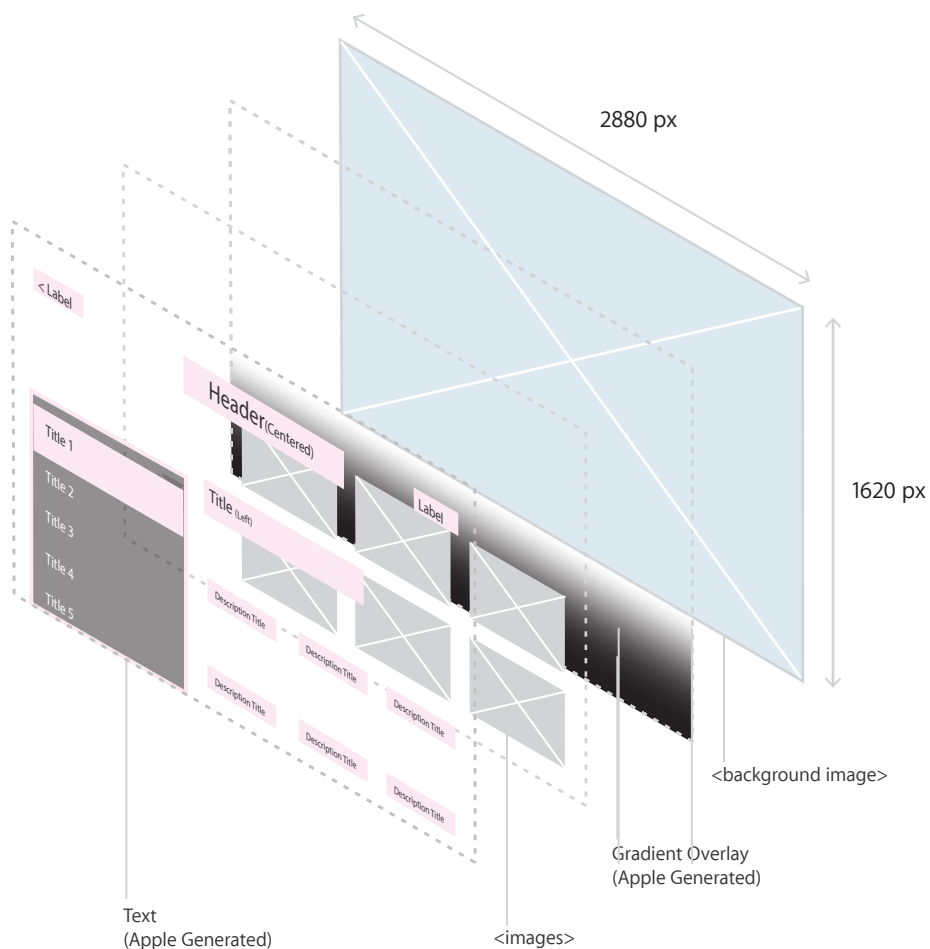 2880 px
1620 px
< Label
Header (Centered)
Title 1
Title 2
Title 3
Title 4
Title 5
Title (Left)
Label
Description Title
Description Title
Description Title
Description Title
Description Title
Description Title
<background image>
Gradient Overlay
(Apple Generated)
Text
(Apple Generated)
<images>